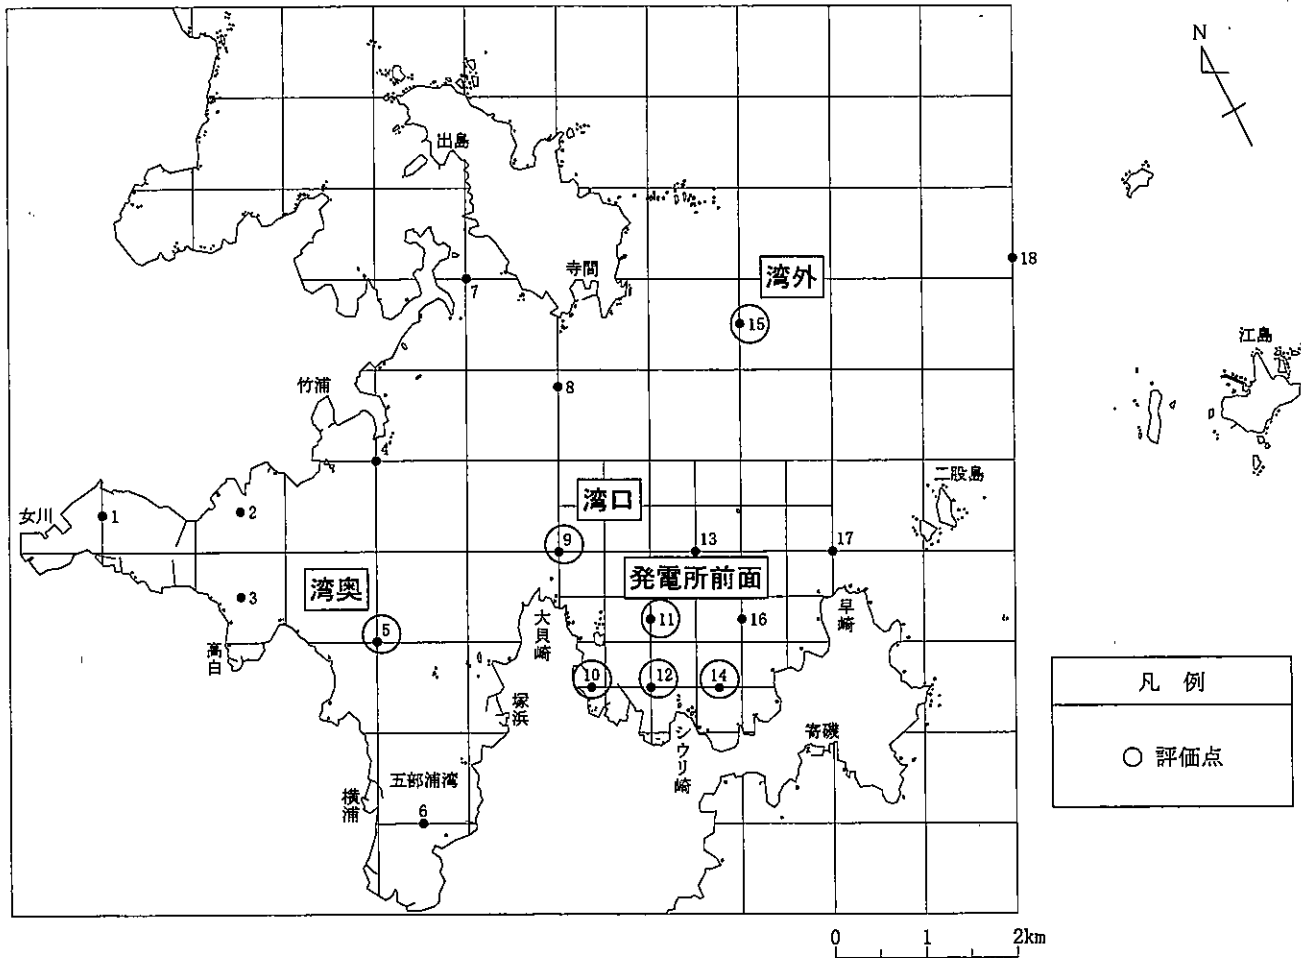 N
出島
寺間
湾外
18
7
15
江島
竹浦
8
4
二股島
女川
1
2
湾口
9
13
17
発電所前面
湾奥
3
大貝崎
11
16
早崎
5
高白
10
12
14
凡 例
塚浜
シウリ崎
寄磯
評価点
五部浦湾
横浦
6
0 1 2km